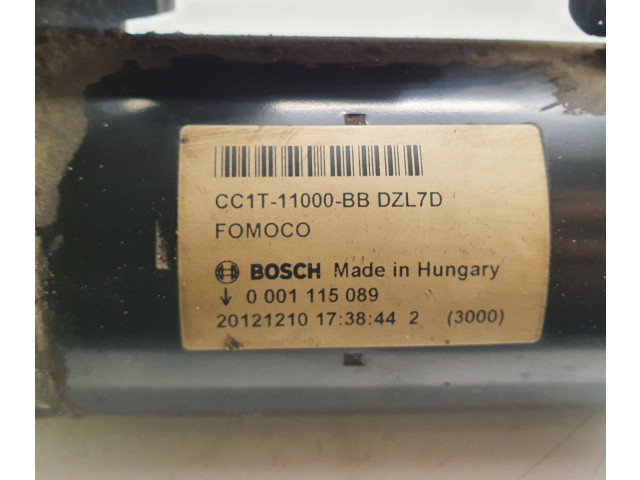 CC1T-11000-BB DZL7D
FOMOCO
BOSCH Made in Hungary
↓ 0 001 115 089
20121210 17:38:44 2 (3000)